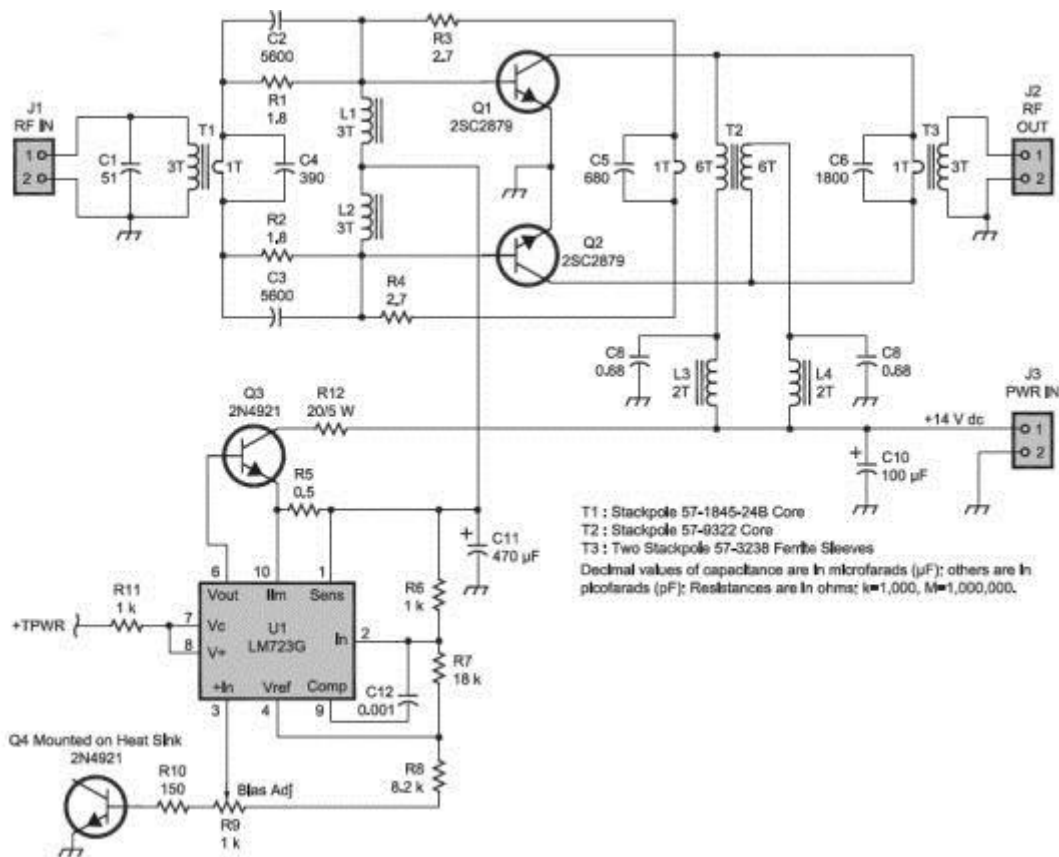 C2
5600
R3
2.7
R1
1.8
J1
RF IN
1
2
C1
51
3T
T1
1T
C4
390
L1
3T
Q1
2SC2879
C5
680
1T
T2
6T
6T
C6
1800
T3
1T
3T
J2
RF
OUT
1
2
L2
3T
R2
1.8
Q2
2SC2879
C3
5600
R4
2.7
C8
0.68
L3
2T
L4
2T
C8
0.68
J3
PWR IN
1
2
+14 V dc
+
C10
100 µF
Q3
2N4921
R12
20/5 W
R5
0.5
+
C11
470 µF
T1 : Stackpole 57-1845-24B Core
T2 : Stackpole 57-9322 Core
T3 : Two Stackpole 57-3238 Ferrite Sleeves
Decimal values of capacitance are in microfarads (µF); others are in
picofarads (pF); Resistances are in ohms; k=1,000, M=1,000,000.
6
10
1
Vout
Ilm
Sens
R11
1 k
+TPWR
7
Vc
8
V+
U1
LM723G
In
2
R6
1 k
R7
18 k
+In
Vref
Comp
3
4
9
C12
0.001
Q4 Mounted on Heat Sink
2N4921
R10
150
Bias Adj
R9
1 k
R8
8.2 k